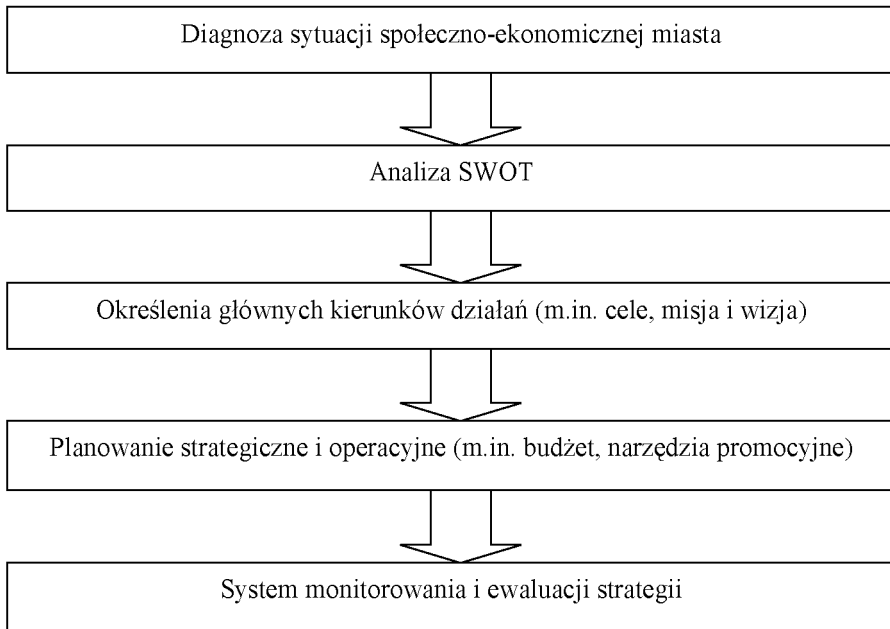 Diagnoza sytuacji społeczno-ekonomicznej miasta
Analiza SWOT
Określenia głównych kierunków działań (m.in. cele, misja i wizja)
Planowanie strategiczne i operacyjne (m.in. budżet, narzędzia promocyjne)
System monitorowania i ewaluacji strategii